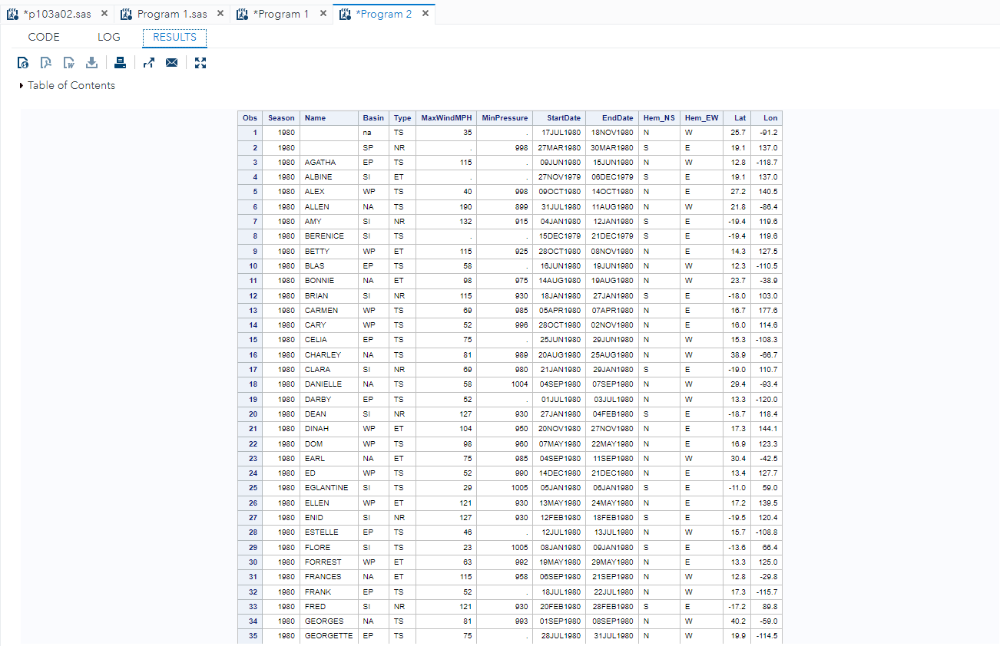 *p103a02.sas × Program 1.sas × *Program 1 × *Program 2 ×
CODE LOG RESULTS
Table of Contents
Obs Season Name Basin Type MaxWindMPH MinPressure StartDate EndDate Hem_NS Hem_EW Lat Lon
1 1980 na TS 35 . 17JUL1980 18NOV1980 N W 25.7 -91.2
2 1980 SP NR . 998 27MAR1980 30MAR1980 S E 19.1 137.0
3 1980 AGATHA EP TS 115 . 09JUN1980 15JUN1980 N W 12.8 -118.7
4 1980 ALBINE SI ET . . 27NOV1979 06DEC1979 S E 19.1 137.0
5 1980 ALEX WP TS 40 998 09OCT1980 14OCT1980 N E 27.2 140.5
6 1980 ALLEN NA TS 190 899 31JUL1980 11AUG1980 N W 21.8 -86.4
7 1980 AMY SI NR 132 915 04JAN1980 12JAN1980 S E -19.4 119.6
8 1980 BERENICE SI TS . . 15DEC1979 21DEC1979 S E -19.4 119.6
9 1980 BETTY WP ET 115 925 28OCT1980 08NOV1980 N E 14.3 127.5
10 1980 BLAS EP TS 58 . 16JUN1980 19JUN1980 N W 12.3 -110.5
11 1980 BONNIE NA ET 98 975 14AUG1980 19AUG1980 N W 23.7 -38.9
12 1980 BRIAN SI NR 115 930 18JAN1980 27JAN1980 S E -18.0 103.0
13 1980 CARMEN WP TS 69 985 05APR1980 07APR1980 N E 16.7 177.6
14 1980 CARY WP TS 52 996 28OCT1980 02NOV1980 N E 16.0 114.6
15 1980 CELIA EP TS 75 . 25JUN1980 29JUN1980 N W 15.3 -108.3
16 1980 CHARLEY NA TS 81 989 20AUG1980 25AUG1980 N W 38.9 -66.7
17 1980 CLARA SI NR 69 980 21JAN1980 29JAN1980 S E -19.0 110.7
18 1980 DANIELLE NA TS 58 1004 04SEP1980 07SEP1980 N W 29.4 -93.4
19 1980 DARBY EP TS 52 . 01JUL1980 03JUL1980 N W 13.3 -120.0
20 1980 DEAN SI NR 127 930 27JAN1980 04FEB1980 S E -18.7 118.4
21 1980 DINAH WP ET 104 950 20NOV1980 27NOV1980 N E 17.3 144.1
22 1980 DOM WP TS 98 960 07MAY1980 22MAY1980 N E 16.9 123.3
23 1980 EARL NA ET 75 985 04SEP1980 11SEP1980 N W 30.4 -42.5
24 1980 ED WP TS 52 990 14DEC1980 21DEC1980 N E 13.4 127.7
25 1980 EGLANTINE SI TS 29 1005 05JAN1980 06JAN1980 S E -11.0 59.0
26 1980 ELLEN WP ET 121 930 13MAY1980 24MAY1980 N E 17.2 139.5
27 1980 ENID SI NR 127 930 12FEB1980 18FEB1980 S E -19.5 120.4
28 1980 ESTELLE EP TS 46 . 12JUL1980 13JUL1980 N W 15.7 -108.8
29 1980 FLORE SI TS 23 1005 08JAN1980 09JAN1980 S E -13.6 66.4
30 1980 FORREST WP ET 63 992 19MAY1980 29MAY1980 N E 13.3 125.0
31 1980 FRANCES NA ET 115 958 06SEP1980 21SEP1980 N W 12.8 -29.8
32 1980 FRANK EP TS 52 . 18JUL1980 22JUL1980 N W 17.3 -115.7
33 1980 FRED SI NR 121 930 20FEB1980 28FEB1980 S E -17.2 89.8
34 1980 GEORGES NA TS 81 993 01SEP1980 08SEP1980 N W 40.2 -59.0
35 1980 GEORGETTE EP TS 75 . 28JUL1980 31JUL1980 N W 19.9 -114.5